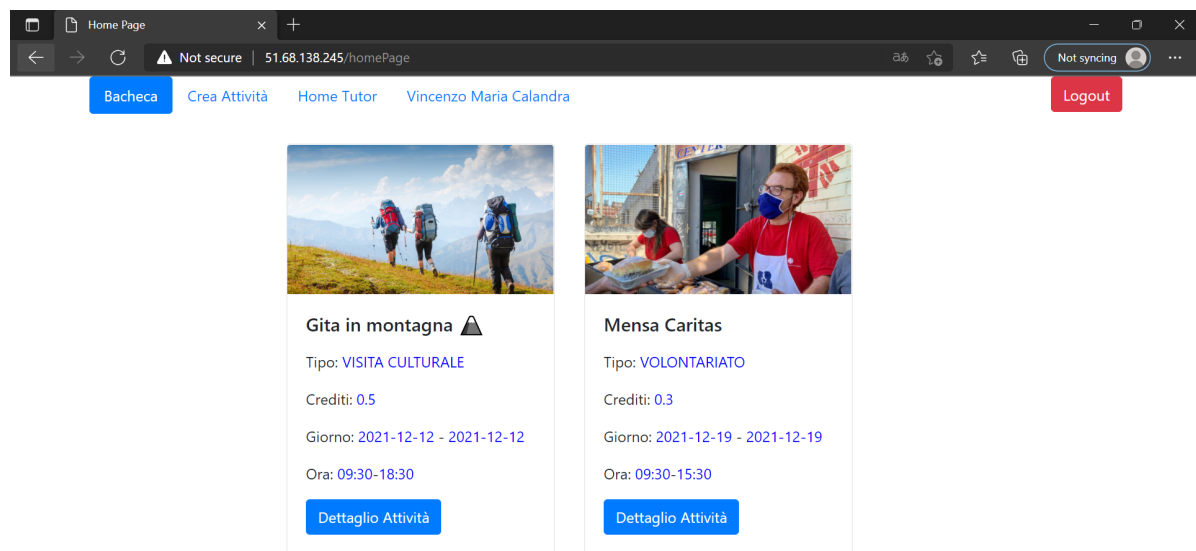 Home Page
Not secure | 51.68.138.245/homePage
Not syncing
Bacheca Crea Attività Home Tutor Vincenzo Maria Calandra Logout
CENTER
Gita in montagna
Tipo: VISITA CULTURALE
Crediti: 0.5
Giorno: 2021-12-12 - 2021-12-12
Ora: 09:30-18:30
Dettaglio Attività
Mensa Caritas
Tipo: VOLONTARIATO
Crediti: 0.3
Giorno: 2021-12-19 - 2021-12-19
Ora: 09:30-15:30
Dettaglio Attività